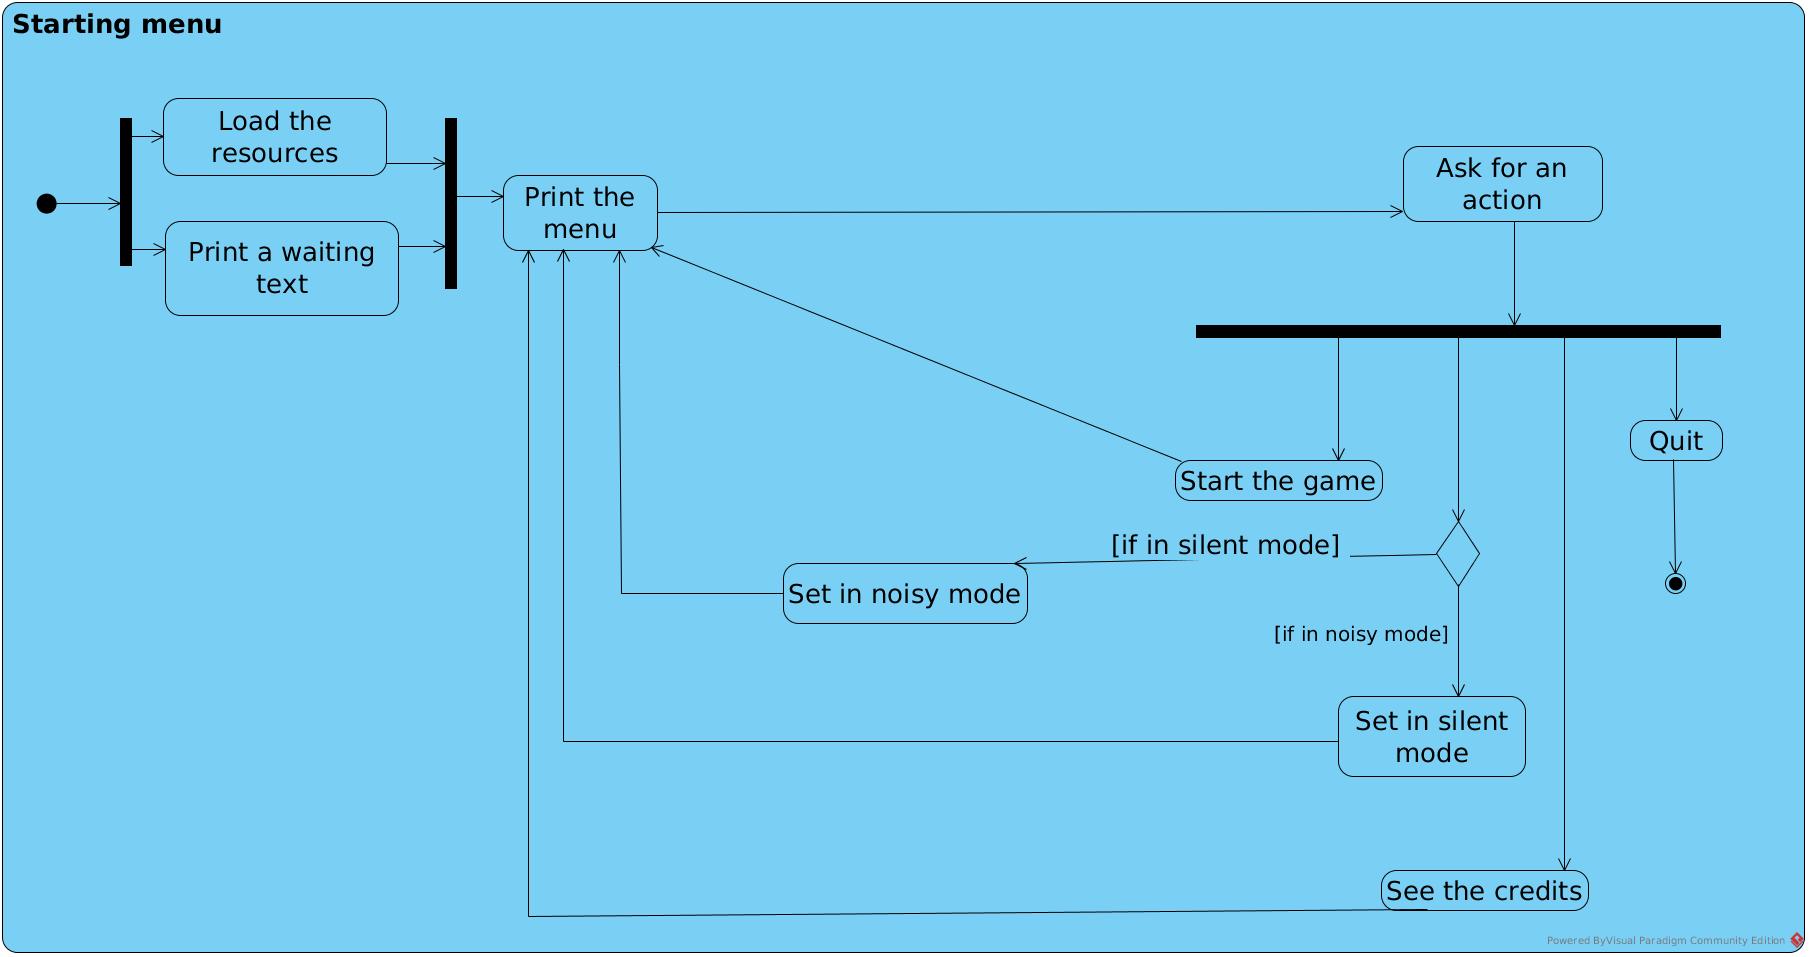 Starting menu
Load the
resources
Print a waiting
text
Print the
menu
Ask for an
action
Quit
Start the game
[if in silent mode]
Set in noisy mode
[if in noisy mode]
Set in silent
mode
See the credits
Powered ByVisual Paradigm Community Edition